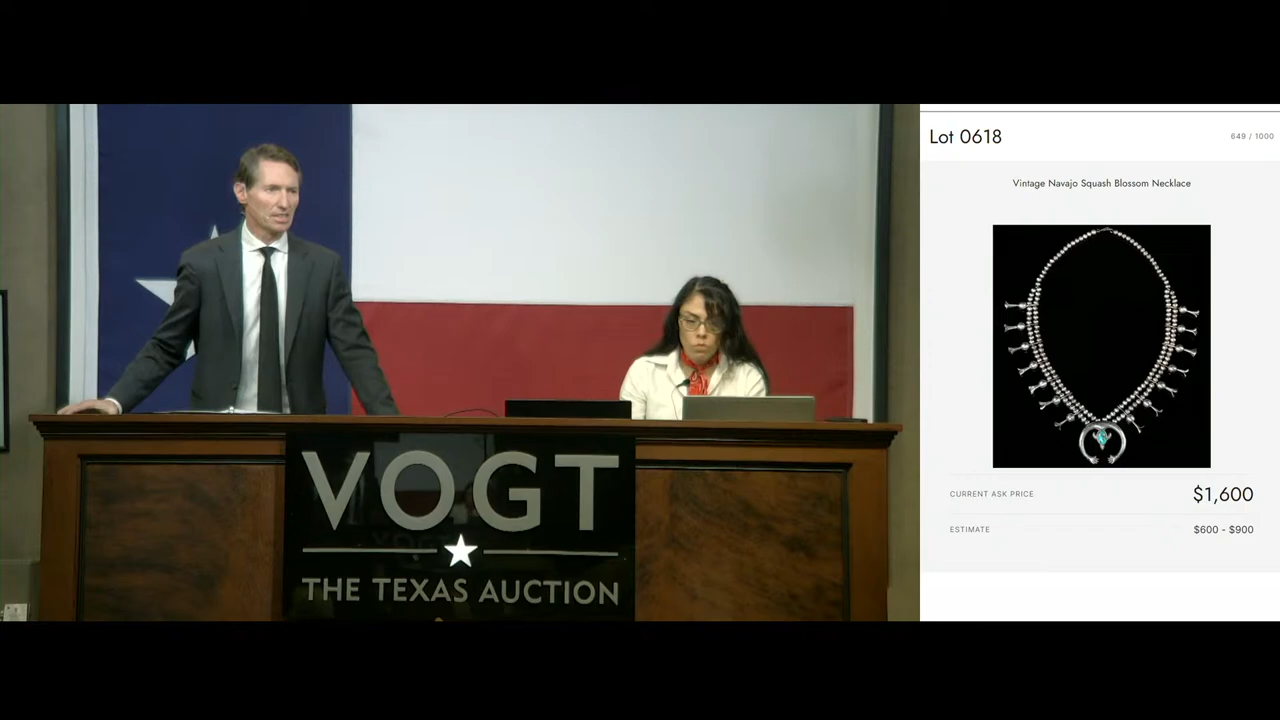 Lot 0618
649 / 1000
Vintage Navajo Squash Blossom Necklace
CURRENT ASK PRICE
$1,600
ESTIMATE
$600 - $900
VOGT
THE TEXAS AUCTION